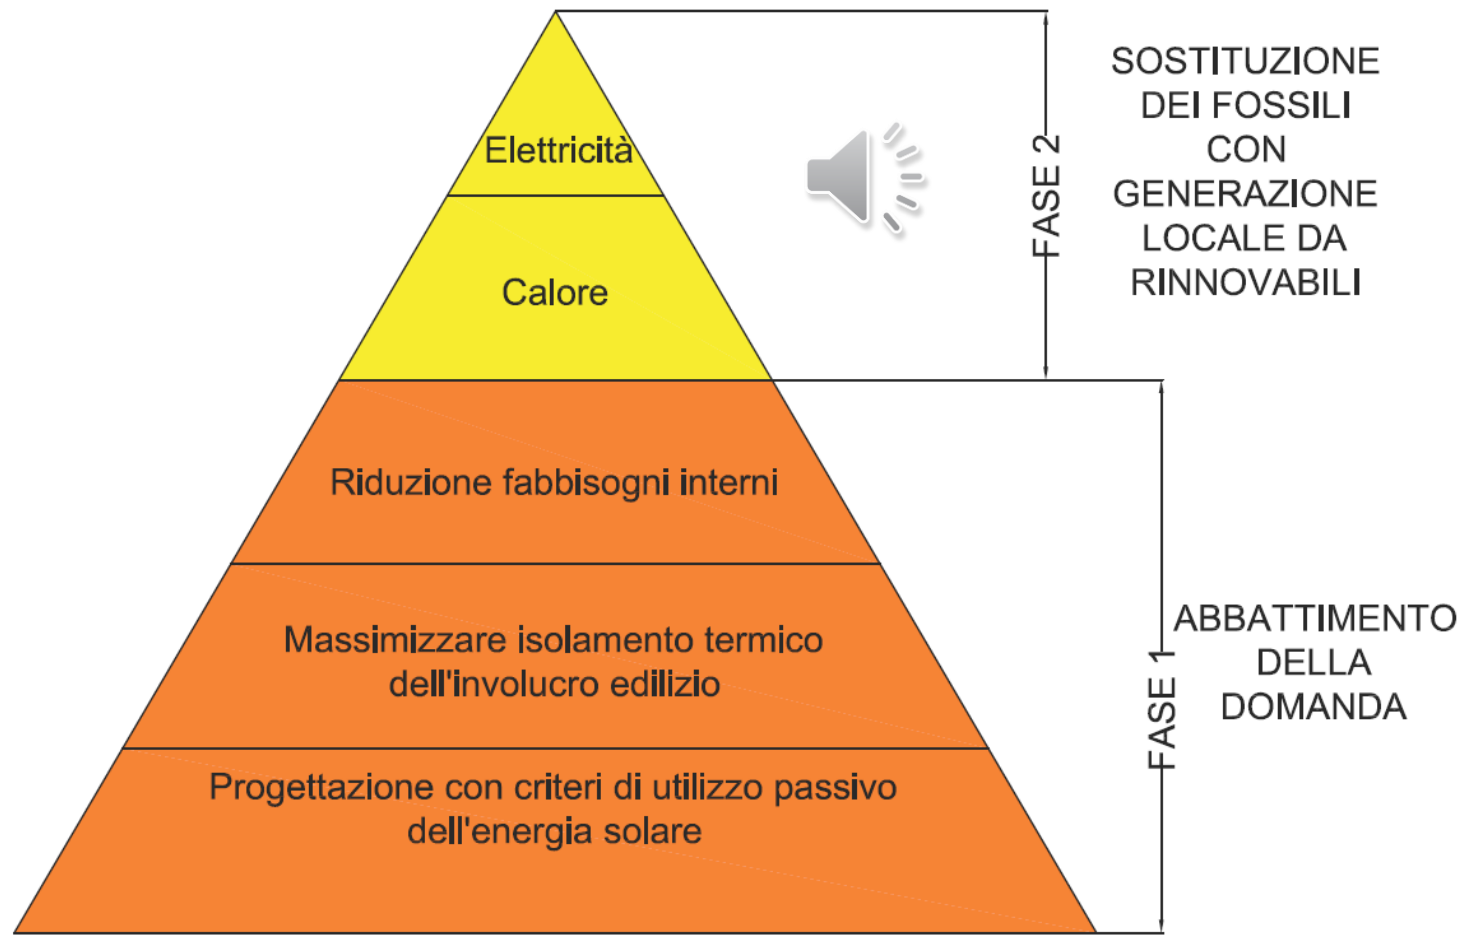 Elettricità
Calore
Riduzione fabbisogni interni
Massimizzare isolamento termico
dell'involucro edilizio
Progettazione con criteri di utilizzo passivo
dell'energia solare
FASE 2
SOSTITUZIONE
DEI FOSSILI
CON
GENERAZIONE
LOCALE DA
RINNOVABILI
FASE 1
ABBATTIMENTO
DELLA
DOMANDA